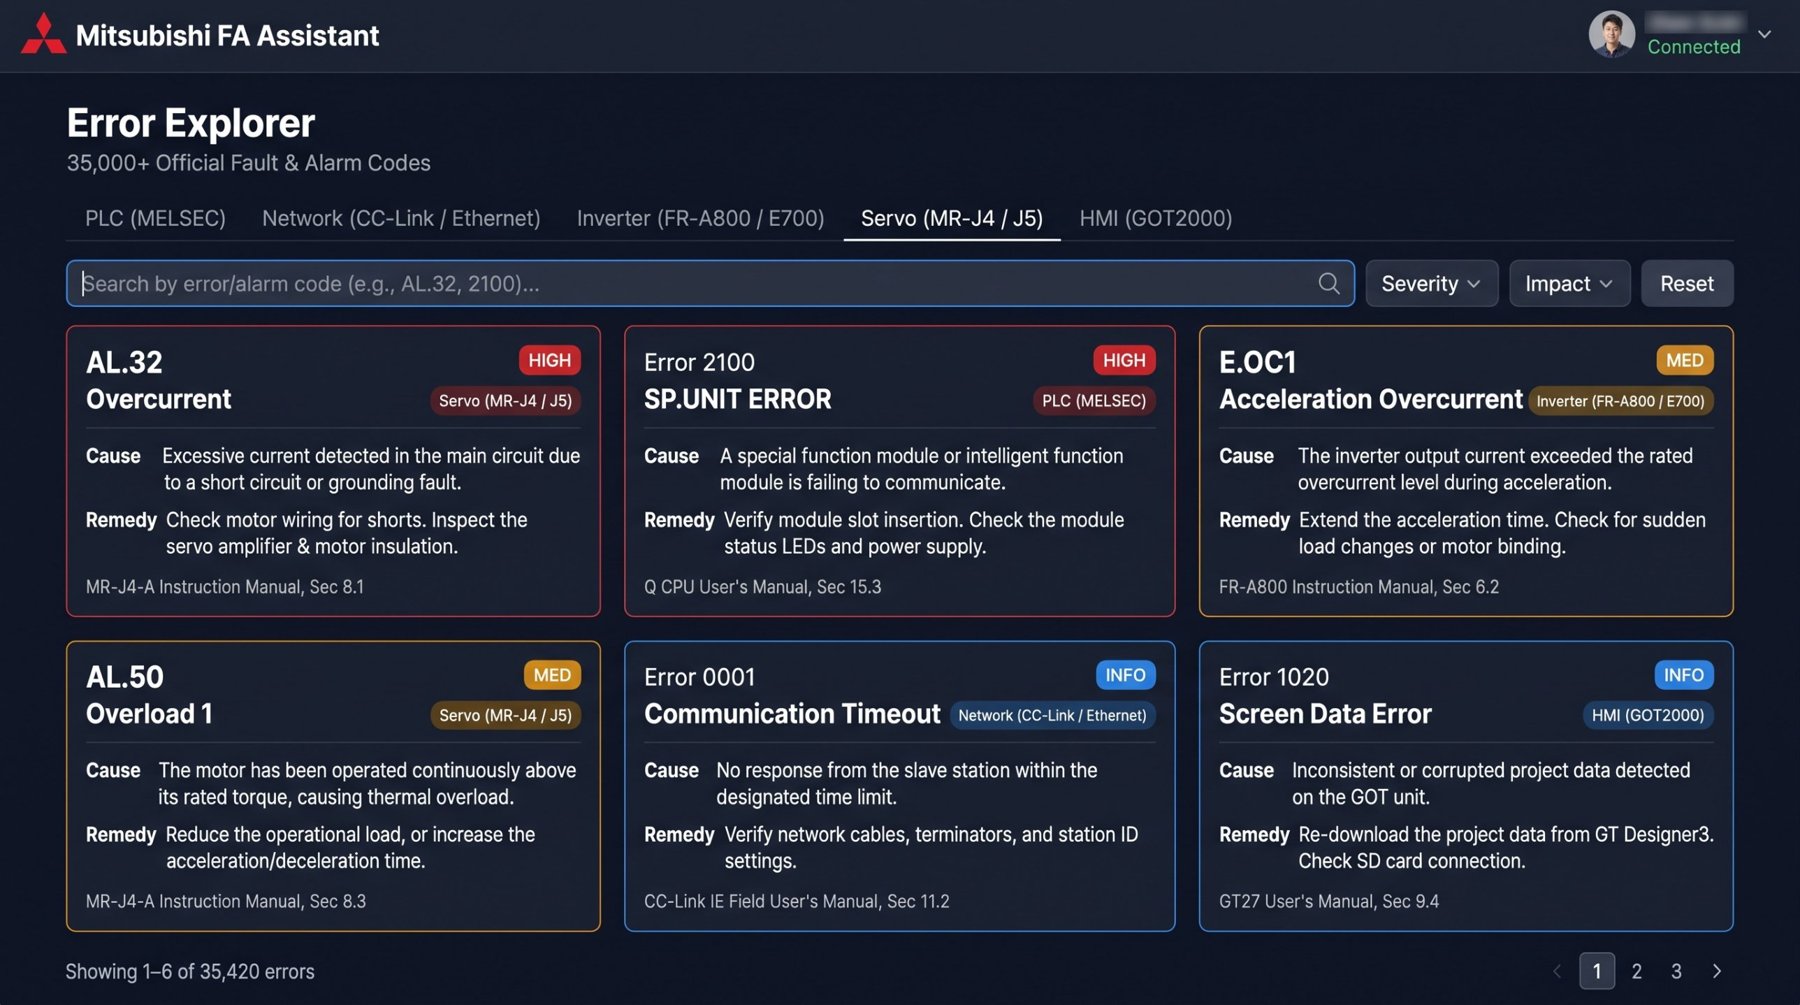 Mitsubishi FA Assistant
Connected
Error Explorer
35,000+ Official Fault & Alarm Codes
PLC (MELSEC)
Network (CC-Link / Ethernet)
Inverter (FR-A800 / E700)
Servo (MR-J4 / J5)
HMI (GOT2000)
Search by error/alarm code (e.g., AL.32, 2100)...
Severity
Impact
Reset
AL.32
HIGH
Overcurrent
Servo (MR-J4 / J5)
Cause Excessive current detected in the main circuit due
to a short circuit or grounding fault.
Remedy Check motor wiring for shorts. Inspect the
servo amplifier & motor insulation.
MR-J4-A Instruction Manual, Sec 8.1
Error 2100
HIGH
SP.UNIT ERROR
PLC (MELSEC)
Cause A special function module or intelligent function
module is failing to communicate.
Remedy Verify module slot insertion. Check the module
status LEDs and power supply.
Q CPU User's Manual, Sec 15.3
E.OC1
MED
Acceleration Overcurrent
Inverter (FR-A800 / E700)
Cause The inverter output current exceeded the rated
overcurrent level during acceleration.
Remedy Extend the acceleration time. Check for sudden
load changes or motor binding.
FR-A800 Instruction Manual, Sec 6.2
AL.50
MED
Overload 1
Servo (MR-J4 / J5)
Cause The motor has been operated continuously above
its rated torque, causing thermal overload.
Remedy Reduce the operational load, or increase the
acceleration/deceleration time.
MR-J4-A Instruction Manual, Sec 8.3
Error 0001
INFO
Communication Timeout
Network (CC-Link / Ethernet)
Cause No response from the slave station within the
designated time limit.
Remedy Verify network cables, terminators, and station ID
settings.
CC-Link IE Field User's Manual, Sec 11.2
Error 1020
INFO
Screen Data Error
HMI (GOT2000)
Cause Inconsistent or corrupted project data detected
on the GOT unit.
Remedy Re-download the project data from GT Designer3.
Check SD card connection.
GT27 User's Manual, Sec 9.4
Showing 1–6 of 35,420 errors
1 2 3